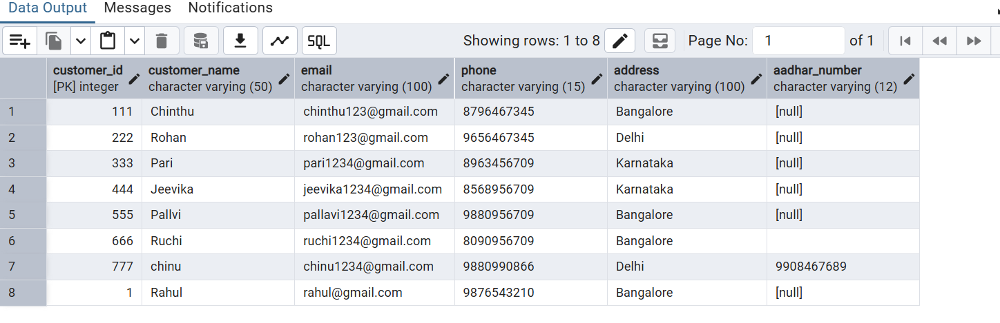 Data Output Messages Notifications
SQL Showing rows: 1 to 8 Page No: 1 of 1
customer_id customer_name email phone address aadhar_number
[PK] integer character varying (50) character varying (100) character varying (15) character varying (100) character varying (12)
1 111 Chinthu chinthu123@gmail.com 8796467345 Bangalore [null]
2 222 Rohan rohan123@gmail.com 9656467345 Delhi [null]
3 333 Pari pari1234@gmail.com 8963456709 Karnataka [null]
4 444 Jeevika jeevika1234@gmail.com 8568956709 Karnataka [null]
5 555 Pallvi pallavi1234@gmail.com 9880956709 Bangalore [null]
6 666 Ruchi ruchi1234@gmail.com 8090956709 Bangalore
7 777 chinu chinu1234@gmail.com 9880990866 Delhi 9908467689
8 1 Rahul rahul@gmail.com 9876543210 Bangalore [null]